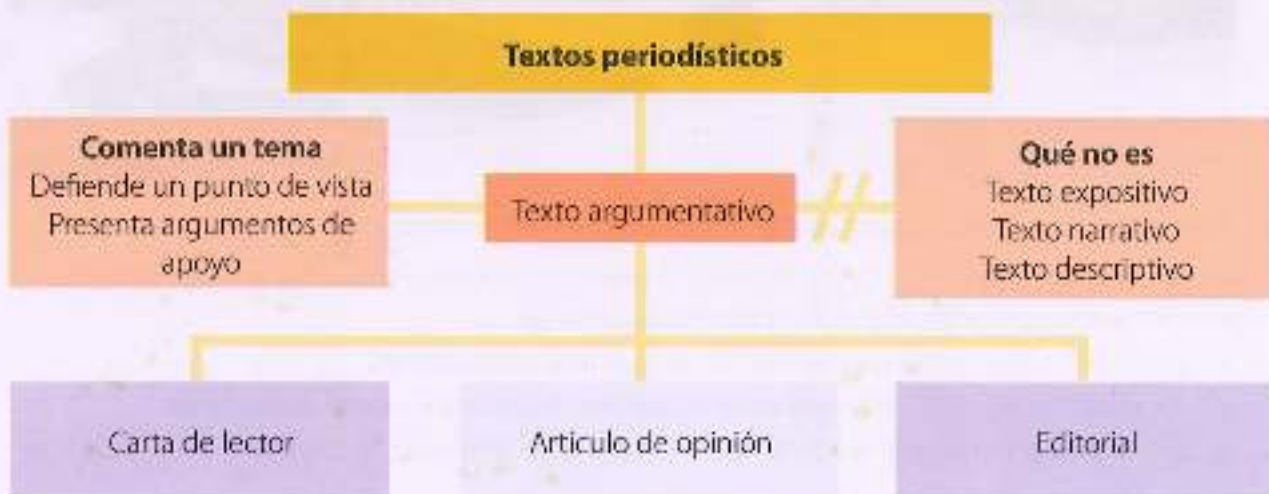 Textos periodísticos
Comenta un tema
Defiende un punto de vista
Presenta argumentos de
apoyo
Texto argumentativo
Qué no es
Texto expositivo
Texto narrativo
Texto descriptivo
Carta de lector
Artículo de opinión
Editorial